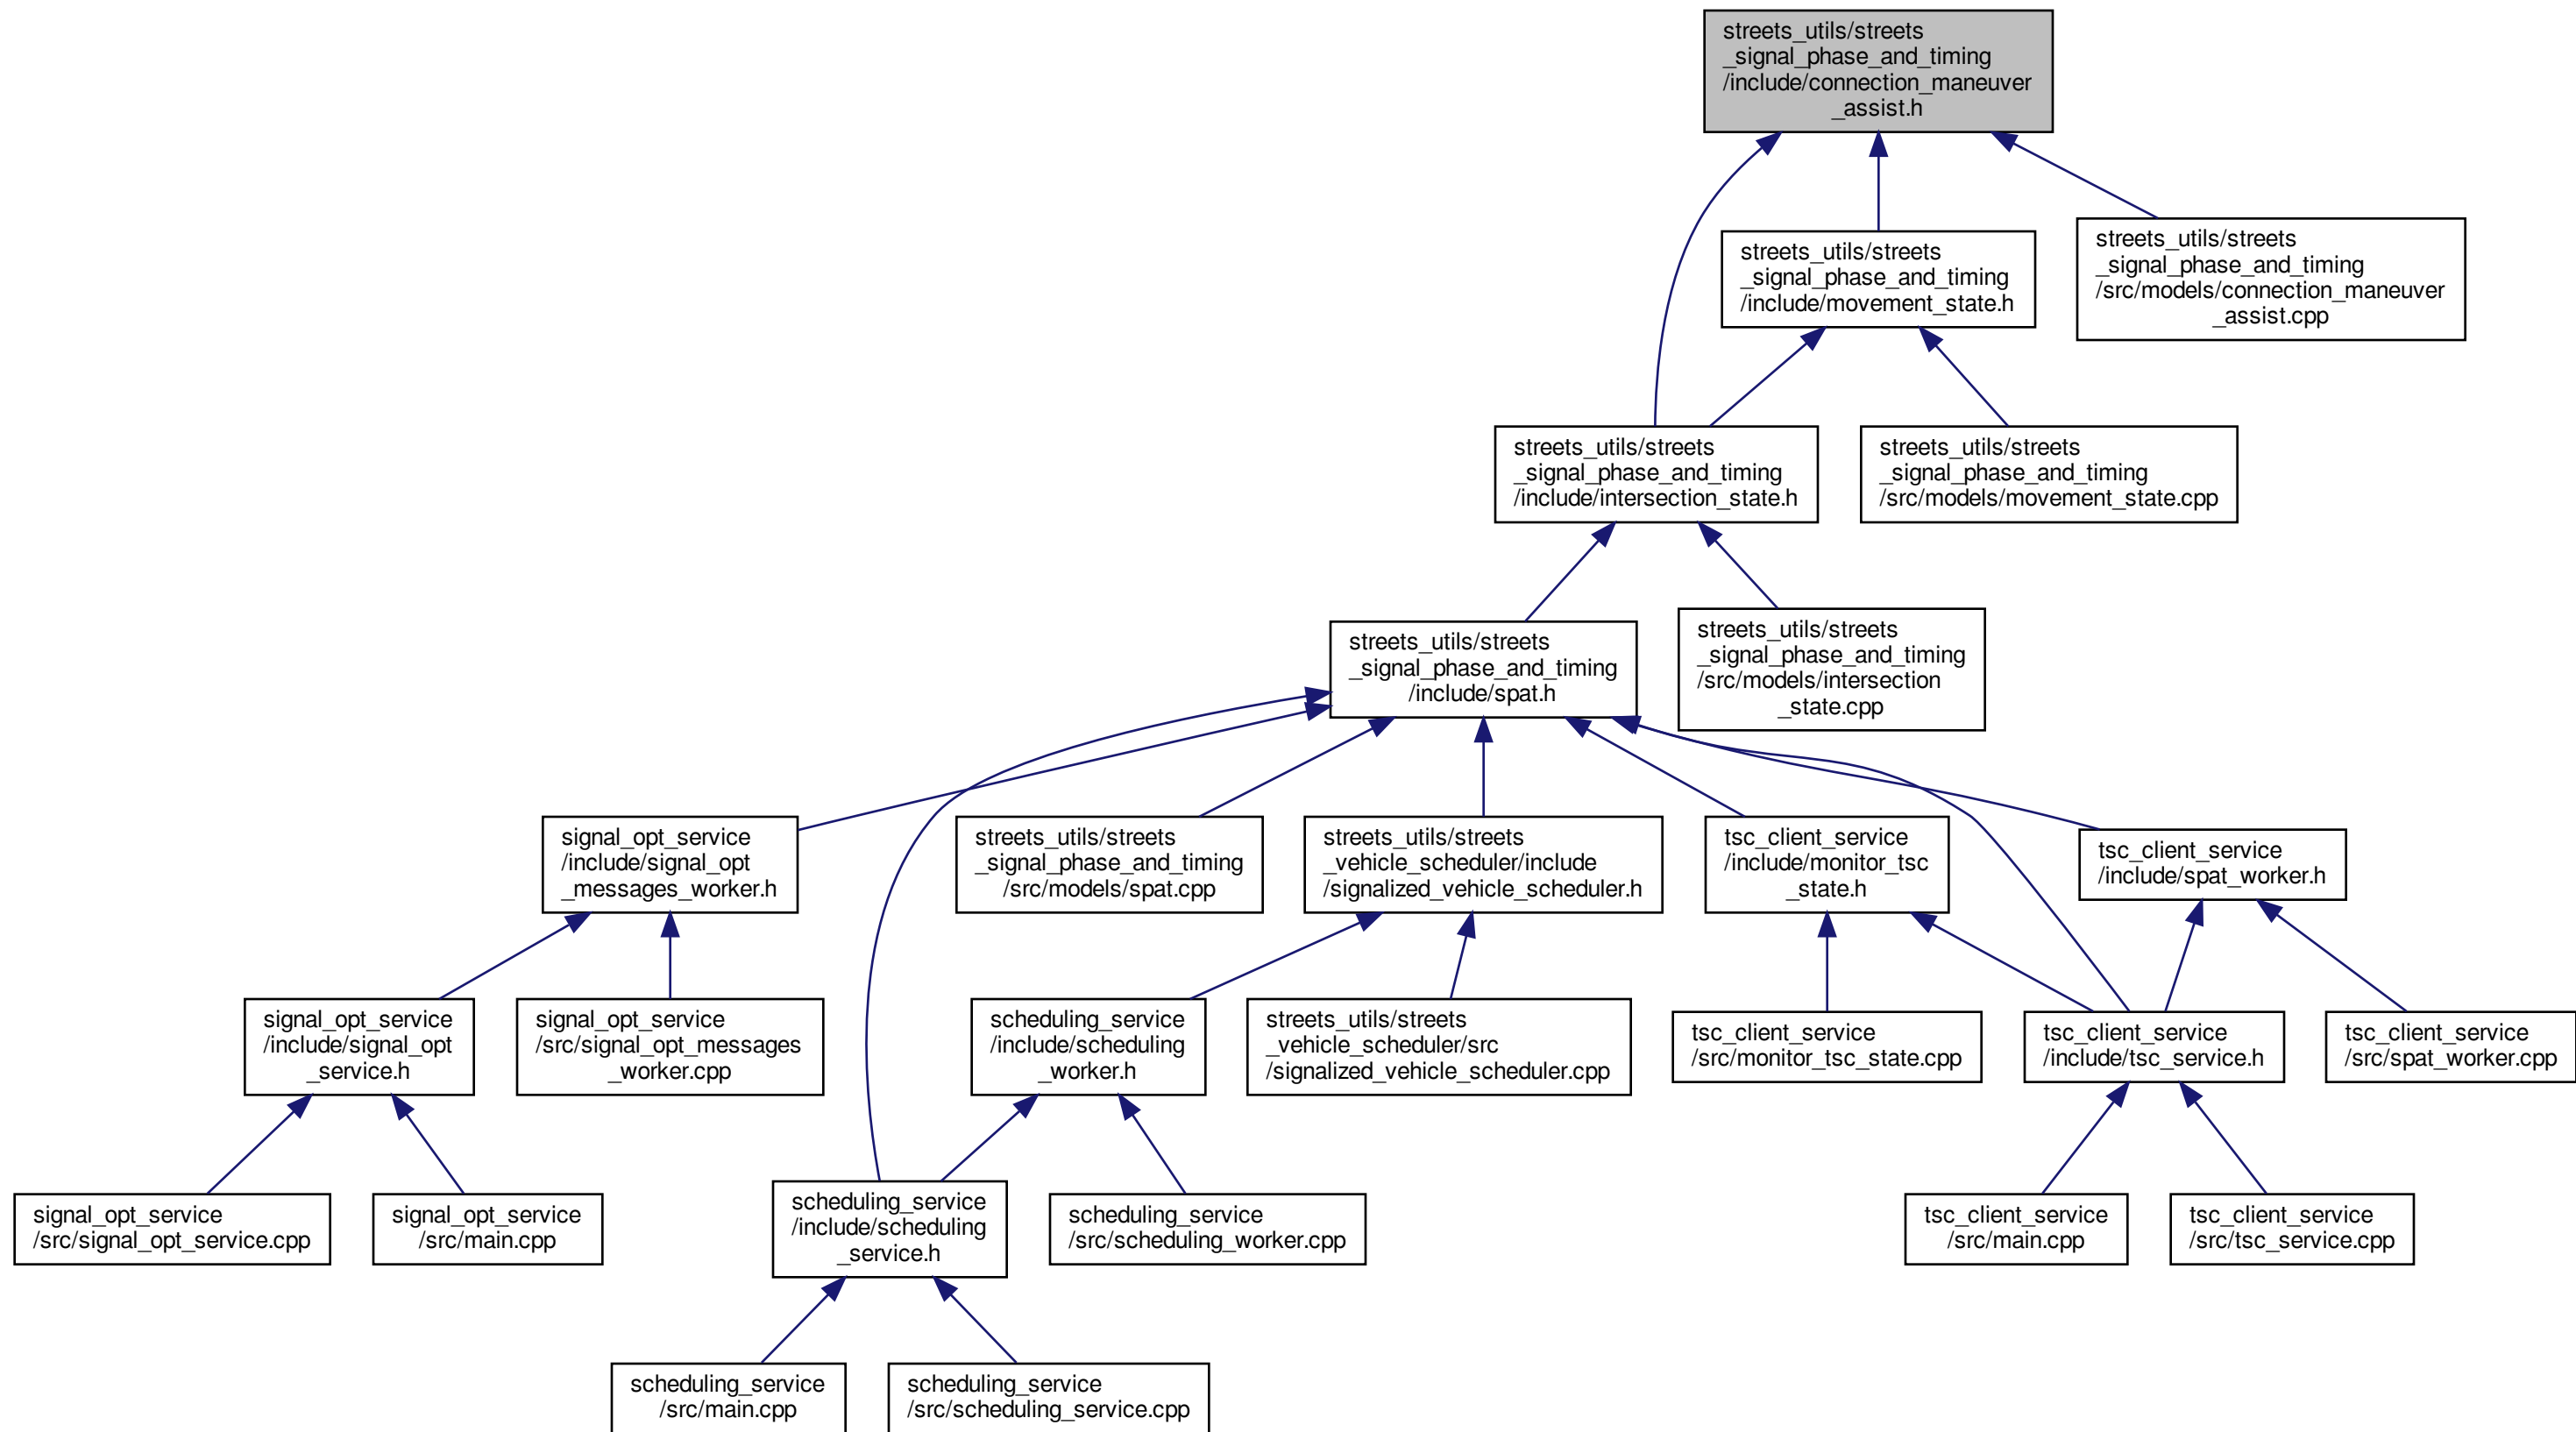 streets_utils/streets
_signal_phase_and_timing
/include/connection_maneuver
_assist.h
streets_utils/streets
_signal_phase_and_timing
/include/movement_state.h
streets_utils/streets
_signal_phase_and_timing
/src/models/connection_maneuver
_assist.cpp
streets_utils/streets
_signal_phase_and_timing
/include/intersection_state.h
streets_utils/streets
_signal_phase_and_timing
/src/models/movement_state.cpp
streets_utils/streets
_signal_phase_and_timing
/include/spat.h
streets_utils/streets
_signal_phase_and_timing
/src/models/intersection
_state.cpp
signal_opt_service
/include/signal_opt
_messages_worker.h
streets_utils/streets
_signal_phase_and_timing
/src/models/spat.cpp
streets_utils/streets
_vehicle_scheduler/include
/signalized_vehicle_scheduler.h
tsc_client_service
/include/monitor_tsc
_state.h
tsc_client_service
/include/spat_worker.h
signal_opt_service
/include/signal_opt
_service.h
signal_opt_service
/src/signal_opt_messages
_worker.cpp
scheduling_service
/include/scheduling
_worker.h
streets_utils/streets
_vehicle_scheduler/src
/signalized_vehicle_scheduler.cpp
tsc_client_service
/src/monitor_tsc_state.cpp
tsc_client_service
/include/tsc_service.h
tsc_client_service
/src/spat_worker.cpp
signal_opt_service
/src/signal_opt_service.cpp
signal_opt_service
/src/main.cpp
scheduling_service
/include/scheduling
_service.h
scheduling_service
/src/scheduling_worker.cpp
tsc_client_service
/src/main.cpp
tsc_client_service
/src/tsc_service.cpp
scheduling_service
/src/main.cpp
scheduling_service
/src/scheduling_service.cpp